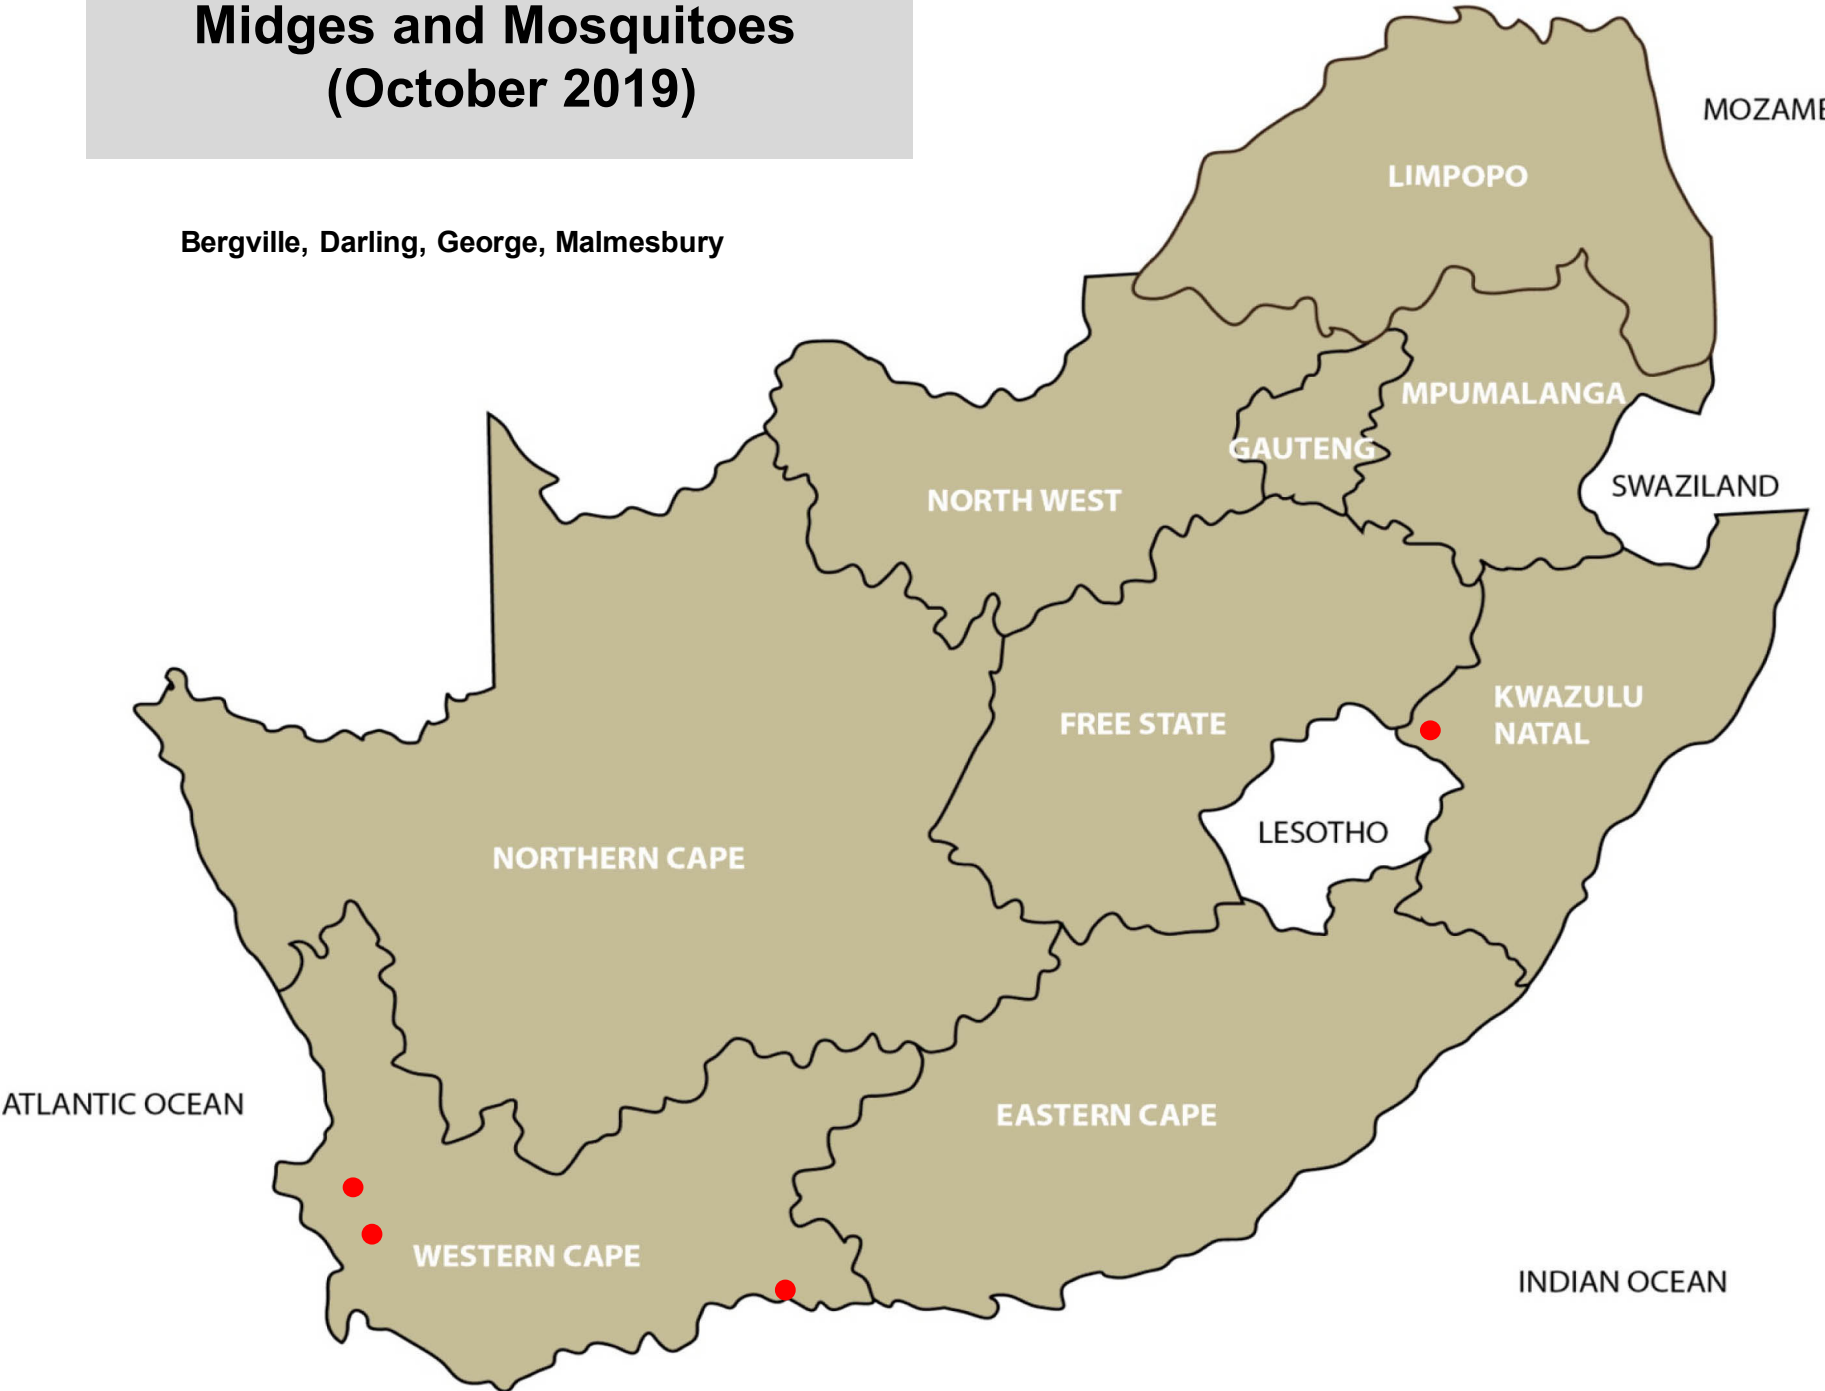 Midges and Mosquitoes
(October 2019)
Bergville, Darling, George, Malmesbury
MOZAMB
LIMPOPO
MPUMALANGA
GAUTENG
SWAZILAND
NORTH WEST
KWAZULU
NATAL
FREE STATE
LESOTHO
NORTHERN CAPE
ATLANTIC OCEAN
EASTERN CAPE
WESTERN CAPE
INDIAN OCEAN